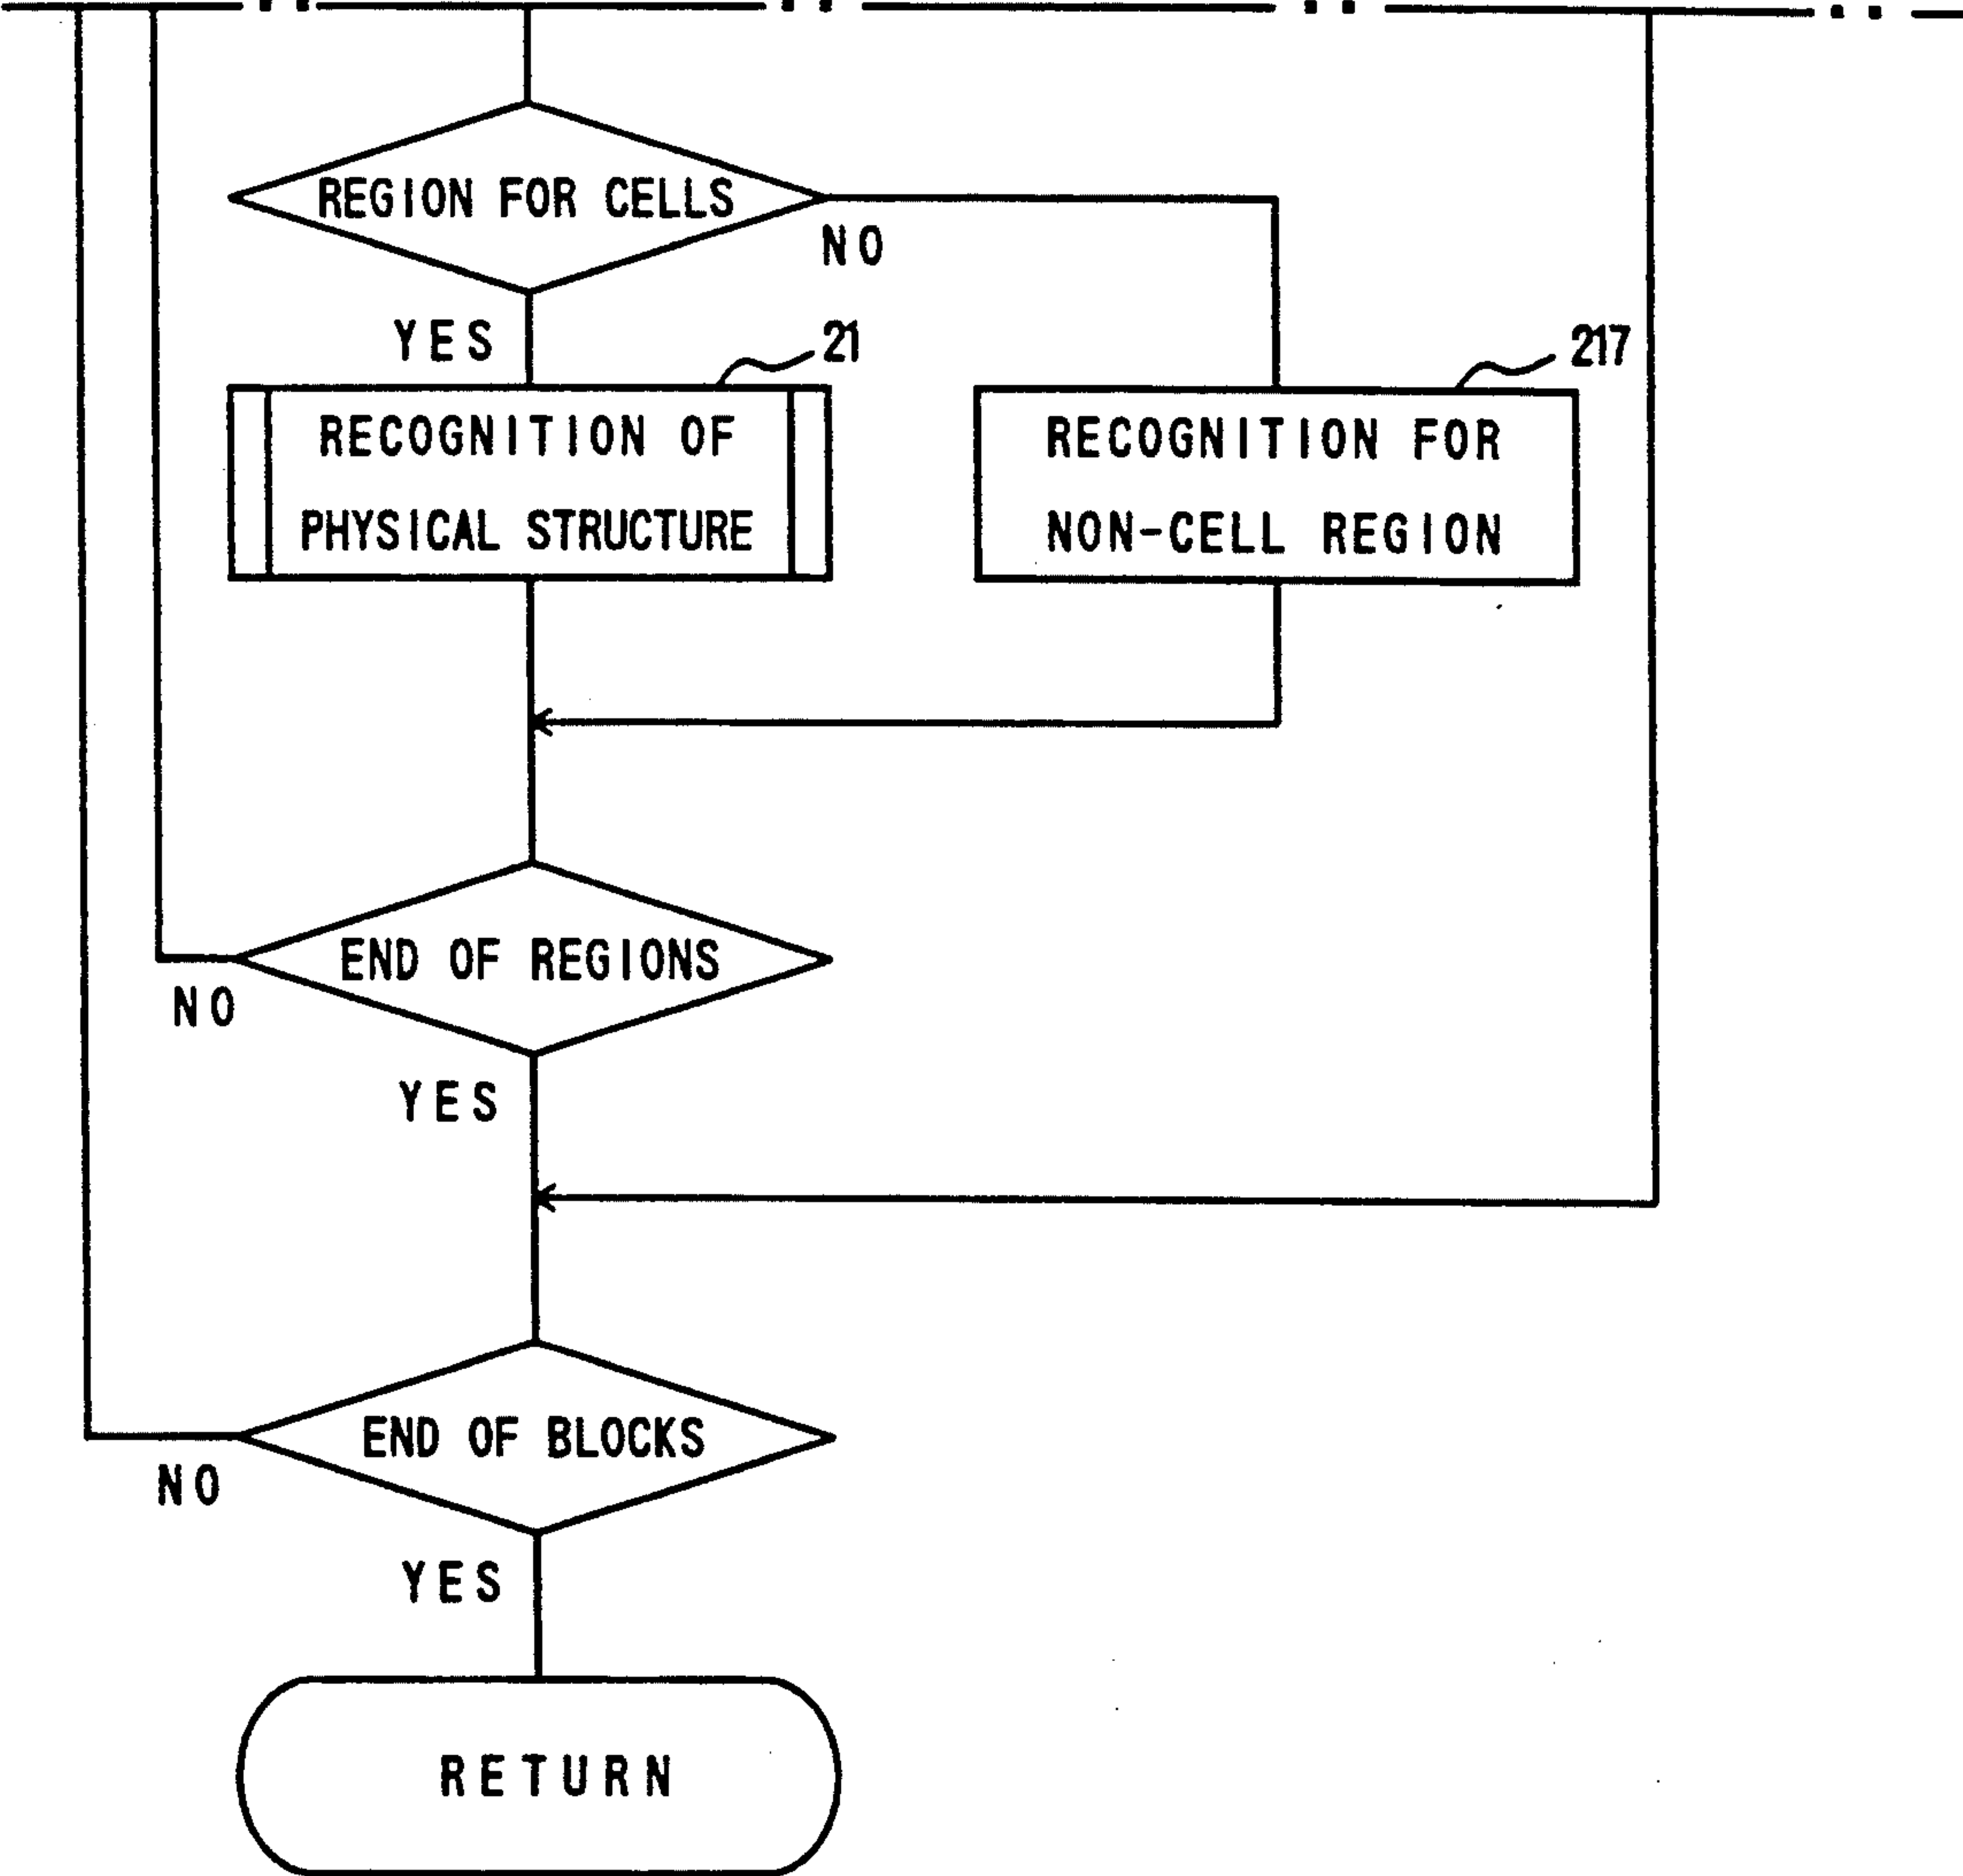 REGION FOR CELLS
NO
YES
21
217
RECOGNITION OF
PHYSICAL STRUCTURE
RECOGNITION FOR
NON-CELL REGION
END OF REGIONS
NO
YES
END OF BLOCKS
NO
YES
RETURN